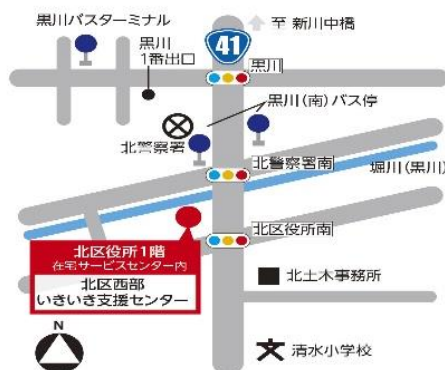 至 新川中橋
黒川バスターミナル
41
黒川
1番出口
黒川
黒川(南)バス停
北警察署
北警察署南
堀川(黒川)
北区役所1階
在宅サービスセンター内
北区西部
いきいき支援センター
北区役所南
北土木事務所
N
清水小学校